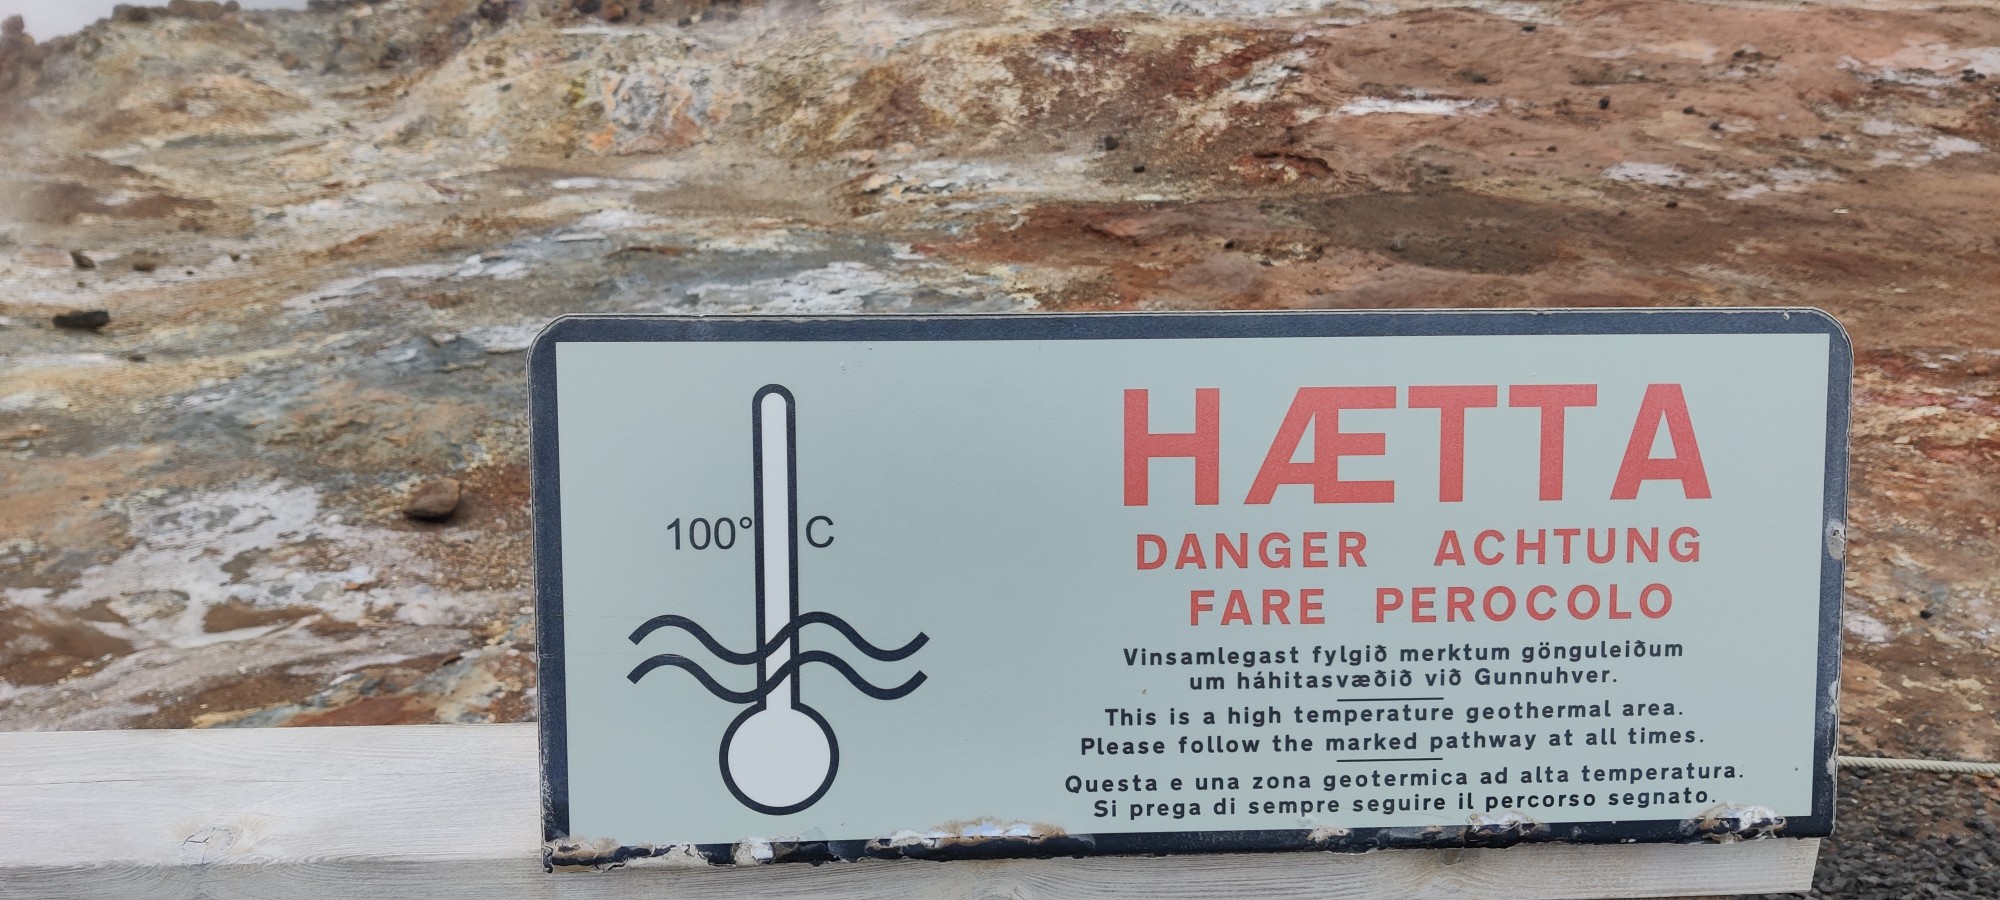 100° C
HÆTTA
DANGER ACHTUNG
FARE PEROCOLO
Vinsamlegast fylgið merktum gönguleiðum
um háhitasvæðið við Gunnuhver.
This is a high temperature geothermal area.
Please follow the marked pathway at all times.
Questa e una zona geotermica ad alta temperatura.
Si prega di sempre seguire il percorso segnato.